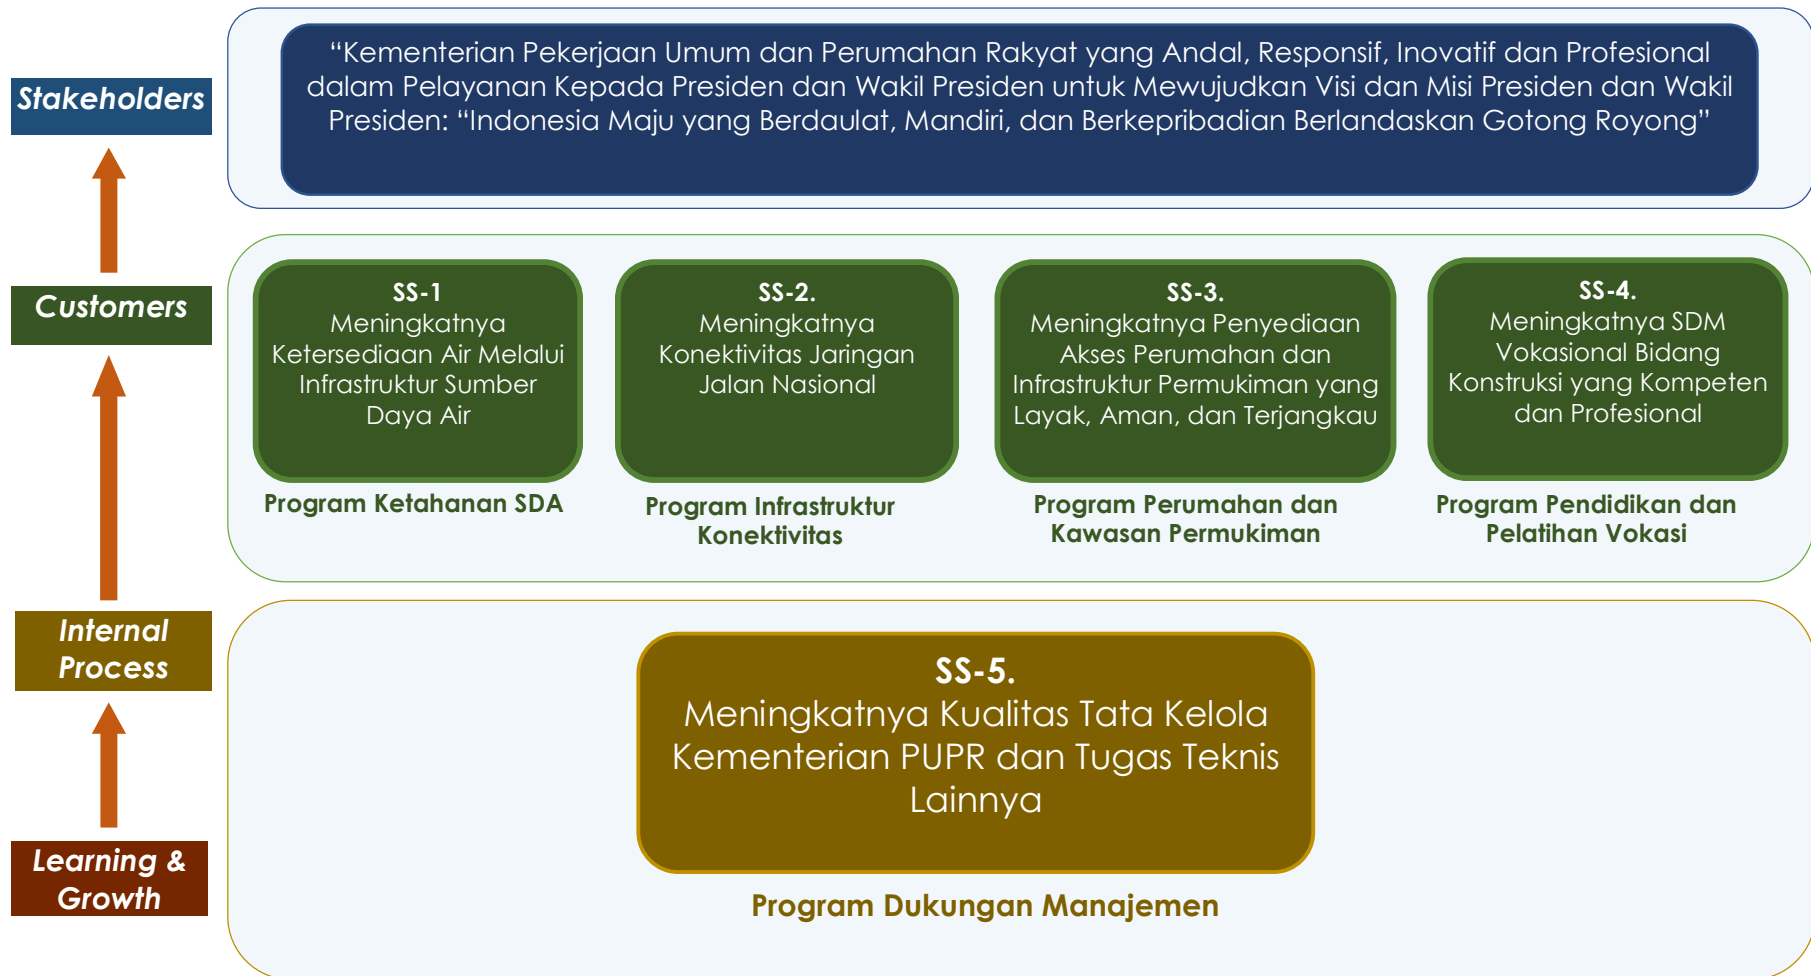 Stakeholders
“Kementerian Pekerjaan Umum dan Perumahan Rakyat yang Andal, Responsif, Inovatif dan Profesional
dalam Pelayanan Kepada Presiden dan Wakil Presiden untuk Mewujudkan Visi dan Misi Presiden dan Wakil
Presiden: “Indonesia Maju yang Berdaulat, Mandiri, dan Berkepribadian Berlandaskan Gotong Royong”
Customers
SS-1
Meningkatnya
Ketersediaan Air Melalui
Infrastruktur Sumber
Daya Air
Program Ketahanan SDA
SS-2.
Meningkatnya
Konektivitas Jaringan
Jalan Nasional
Program Infrastruktur
Konektivitas
SS-3.
Meningkatnya Penyediaan
Akses Perumahan dan
Infrastruktur Permukiman yang
Layak, Aman, dan Terjangkau
Program Perumahan dan
Kawasan Permukiman
SS-4.
Meningkatnya SDM
Vokasional Bidang
Konstruksi yang Kompeten
dan Profesional
Program Pendidikan dan
Pelatihan Vokasi
Internal
Process
SS-5.
Meningkatnya Kualitas Tata Kelola
Kementerian PUPR dan Tugas Teknis
Lainnya
Learning &
Growth
Program Dukungan Manajemen